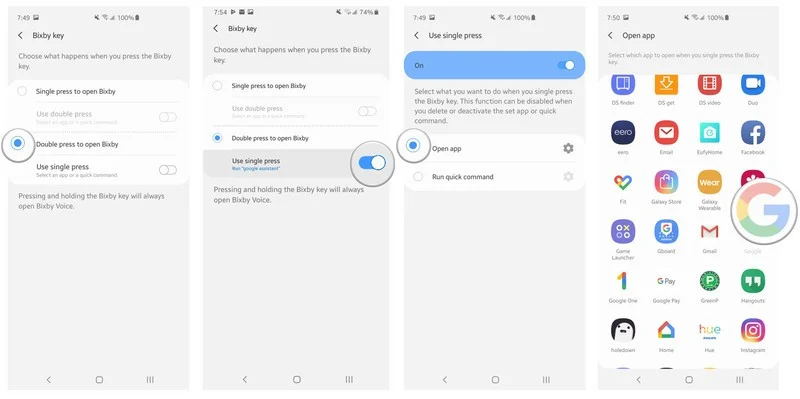 7:49
100%
Bixby key
Choose what happens when you press the Bixby
key.
Single press to open Bixby
Use double press
Select an app or a quick command.
Double press to open Bixby
Use single press
Select an app or a quick command.
Pressing and holding the Bixby key will always
open Bixby Voice.
7:54
74%
Bixby key
Choose what happens when you press the Bixby
key.
Single press to open Bixby
Use double press
Select an app or a quick command.
Double press to open Bixby
Use single press
Run "google assistant"
Pressing and holding the Bixby key will always
open Bixby Voice.
7:49
100%
Use single press
On
Select what you want to do when you single press
the Bixby key. This function can be disabled when
you delete or deactivate the set app or quick
command.
Open app
Run quick command
7:50
100%
Open app
Select which app to open when you single press the Bixby
key.
DS finder
DS get
DS video
Duo
eero
eero
Email
EufyHome
Facebook
Wear
Fit
Galaxy Store
Galaxy
Wearable
Game
Launcher
Gboard
Gmail
Google
G Pay
Google One
Google Pay
GreenP
Hangouts
hue
PHILIPS
holedown
Home
Hue
Instagram